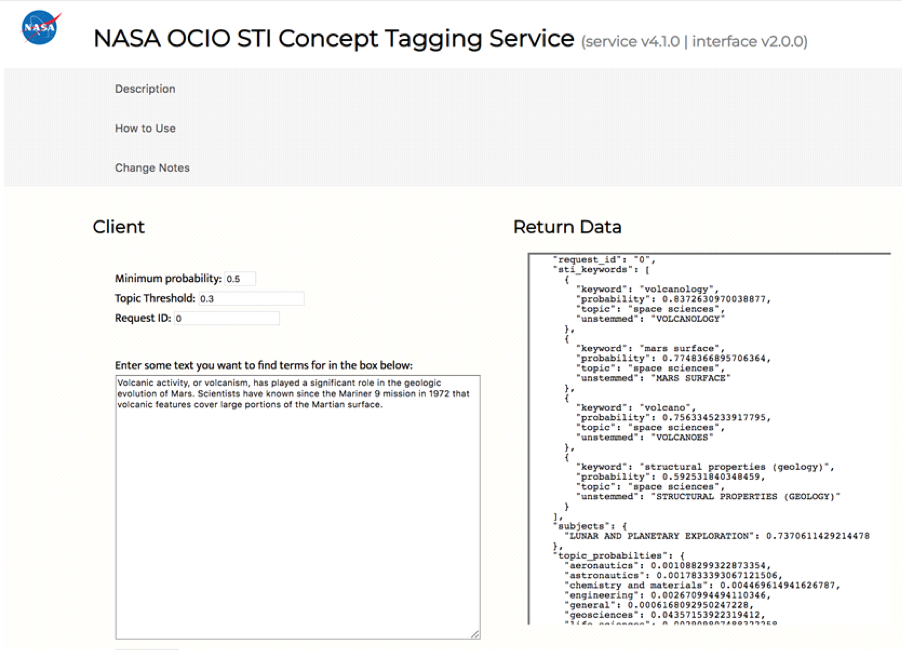 NASA
NASA OCIO STI Concept Tagging Service (service v4.1.0 | interface v2.0.0)
Description
How to Use
Change Notes
Client
Minimum probability: 0.5
Topic Threshold: 0.3
Request ID: 0
Enter some text you want to find terms for in the box below:
Volcanic activity, or volcanism, has played a significant role in the geologic
evolution of Mars. Scientists have known since the Mariner 9 mission in 1972 that
volcanic features cover large portions of the Martian surface.
Return Data
"request_id": "0",
"sti_keywords": [
{
"keyword": "volcanology",
"probability": 0.8372630970038877,
"topic": "space sciences",
"unstemmed": "VOLCANOLOGY"
},
{
"keyword": "mars surface",
"probability": 0.7748366895706364,
"topic": "space sciences",
"unstemmed": "MARS SURFACE"
},
{
"keyword": "volcano",
"probability": 0.7563345233917795,
"topic": "space sciences",
"unstemmed": "VOLCANOES"
},
{
"keyword": "structural properties (geology)",
"probability": 0.592531840348459,
"topic": "space sciences",
"unstemmed": "STRUCTURAL PROPERTIES (GEOLOGY)"
}
],
"subjects": {
"LUNAR AND PLANETARY EXPLORATION": 0.7370611429214478
},
"topic_probabilties": {
"aeronautics": 0.001088299322873354,
"astronautics": 0.0017833393067121506,
"chemistry and materials": 0.004469614941626787,
"engineering": 0.002670994494110346,
"general": 0.0006168092950247228,
"geosciences": 0.04357153922319412,
"life sciences":